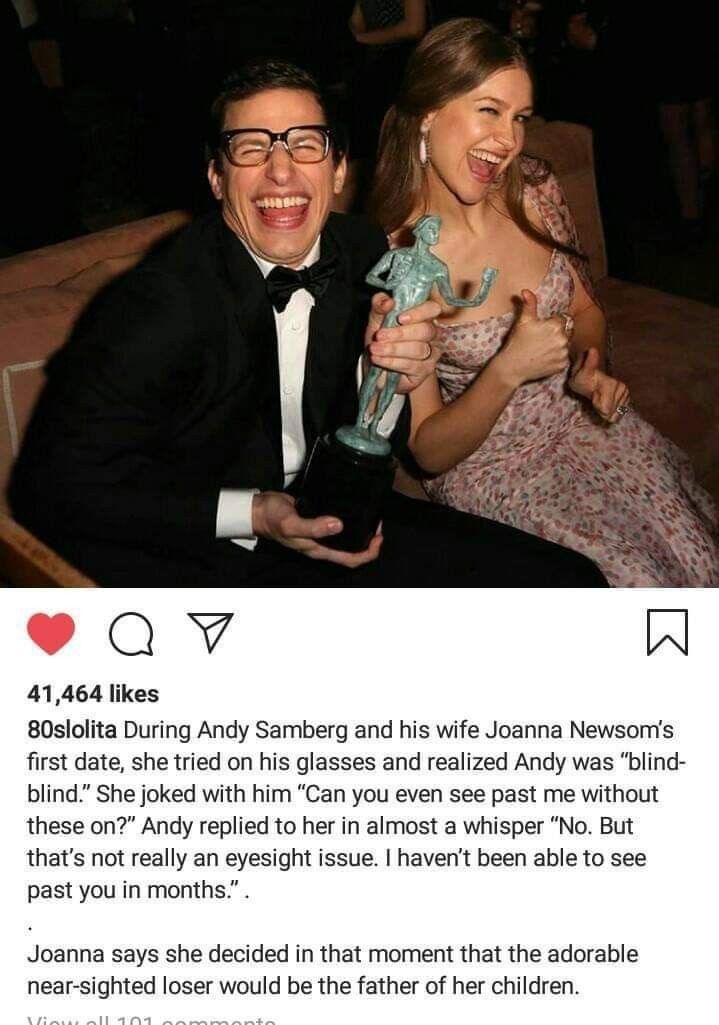 41,464 likes
80slolita During Andy Samberg and his wife Joanna Newsom's
first date, she tried on his glasses and realized Andy was “blind-
blind.” She joked with him “Can you even see past me without
these on?” Andy replied to her in almost a whisper “No. But
that's not really an eyesight issue. I haven't been able to see
past you in months.” .
.
Joanna says she decided in that moment that the adorable
near-sighted loser would be the father of her children.
View all 101 comments